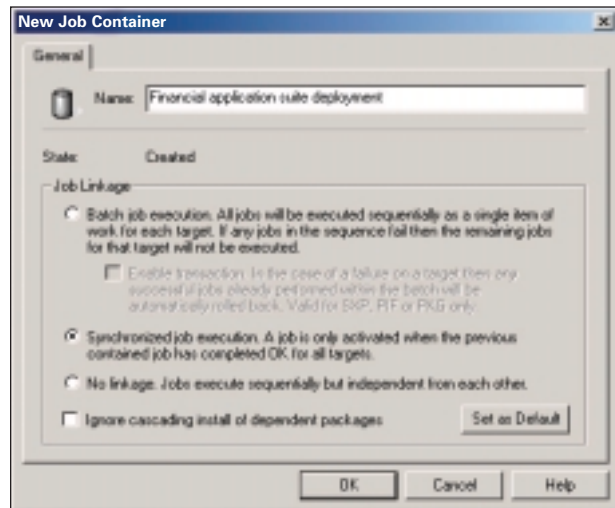 New Job Container
General
Name: Financial application suite deployment
State: Created
Job Linkage
Batch job execution. All jobs will be executed sequentially as a single item of
work for each target. If any jobs in the sequence fail then the remaining jobs
for that target will not be executed.
Enable transaction. In the case of a failure on a target then any
successful jobs already performed within the batch will be
automatically rolled back. Valid for SXP, PIF or PKG only.
Synchronized job execution. A job is only activated when the previous
contained job has completed OK for all targets.
No linkage. Jobs execute sequentially but independent from each other.
Ignore cascading install of dependent packages
Set as Default
OK
Cancel
Help